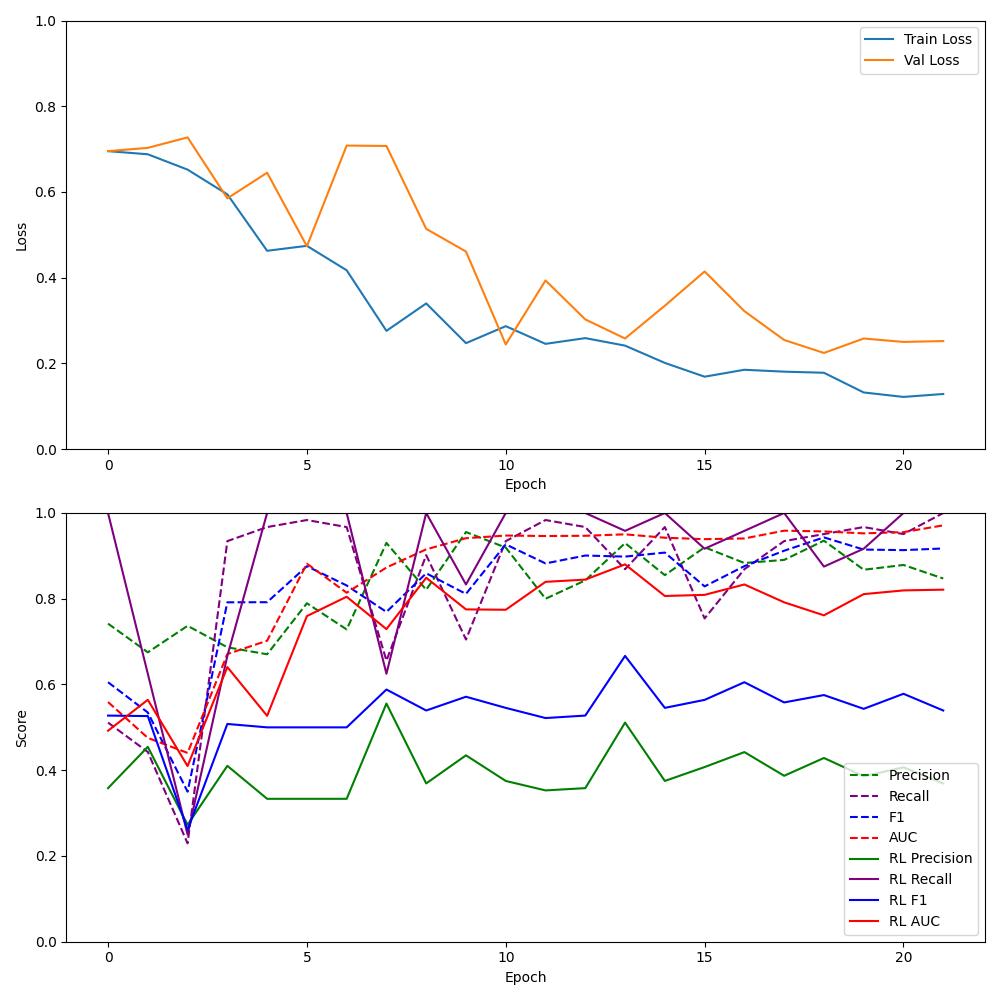 1.0
0.8
0.6
0.4
0.2
0.0
Loss
Train Loss
Val Loss
0 5 10 15 20
Epoch
1.0
0.8
0.6
0.4
0.2
0.0
Score
Precision
Recall
F1
AUC
RL Precision
RL Recall
RL F1
RL AUC
0 5 10 15 20
Epoch